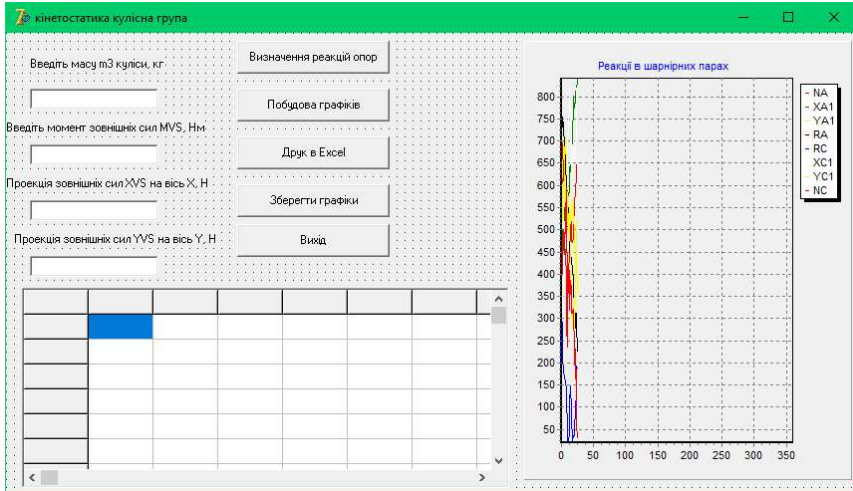 кінетостатика кулісна група
Введіть масу m3 куліси, кг
Введіть момент зовнішніх сил MVS, Нм
Проекція зовнішніх сил XVS на вісь X, Н
Проекція зовнішніх сил YVS на вісь Y, Н
Визначення реакцій опор
Побудова графіків
Друк в Excel
Зберегти графіки
Вихід
Реакції в шарнірних парах
800
750
700
650
600
550
500
450
400
350
300
250
200
150
100
50
0 50 100 150 200 250 300 350
NA
XA1
YA1
RA
RC
XC1
YC1
NC